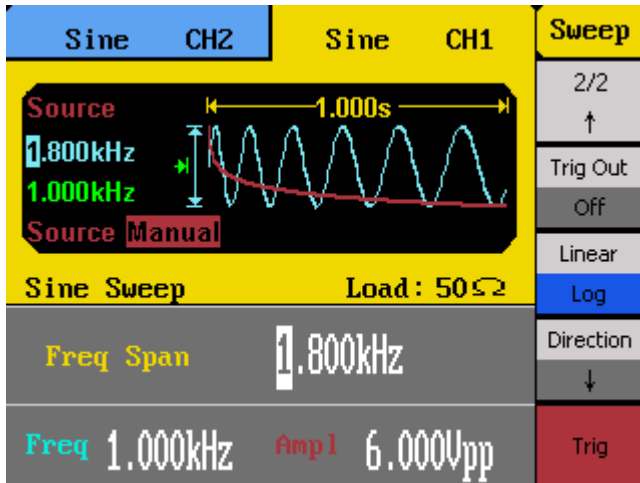 Sine CH2 Sine CH1 Sweep
2/2
↑
Source 1.000s
1.800kHz
1.000kHz
Source Manual
Trig Out
Off
Sine Sweep Load: 50Ω
Linear
Log
Freq Span 1.800kHz
Direction
↓
Freq 1.000kHz Ampl 6.000Vpp
Trig